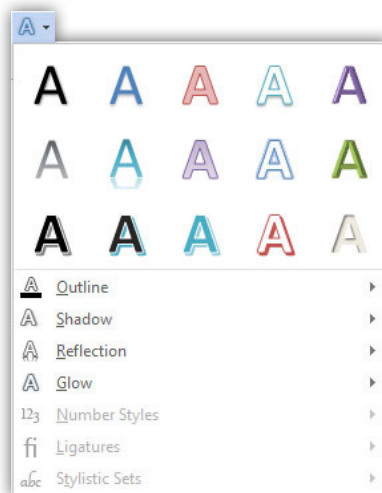 A
A A A A A
A A A A A
A A A A A
A Outline
A Shadow
A Reflection
A Glow
123 Number Styles
fi Ligatures
abc Stylistic Sets